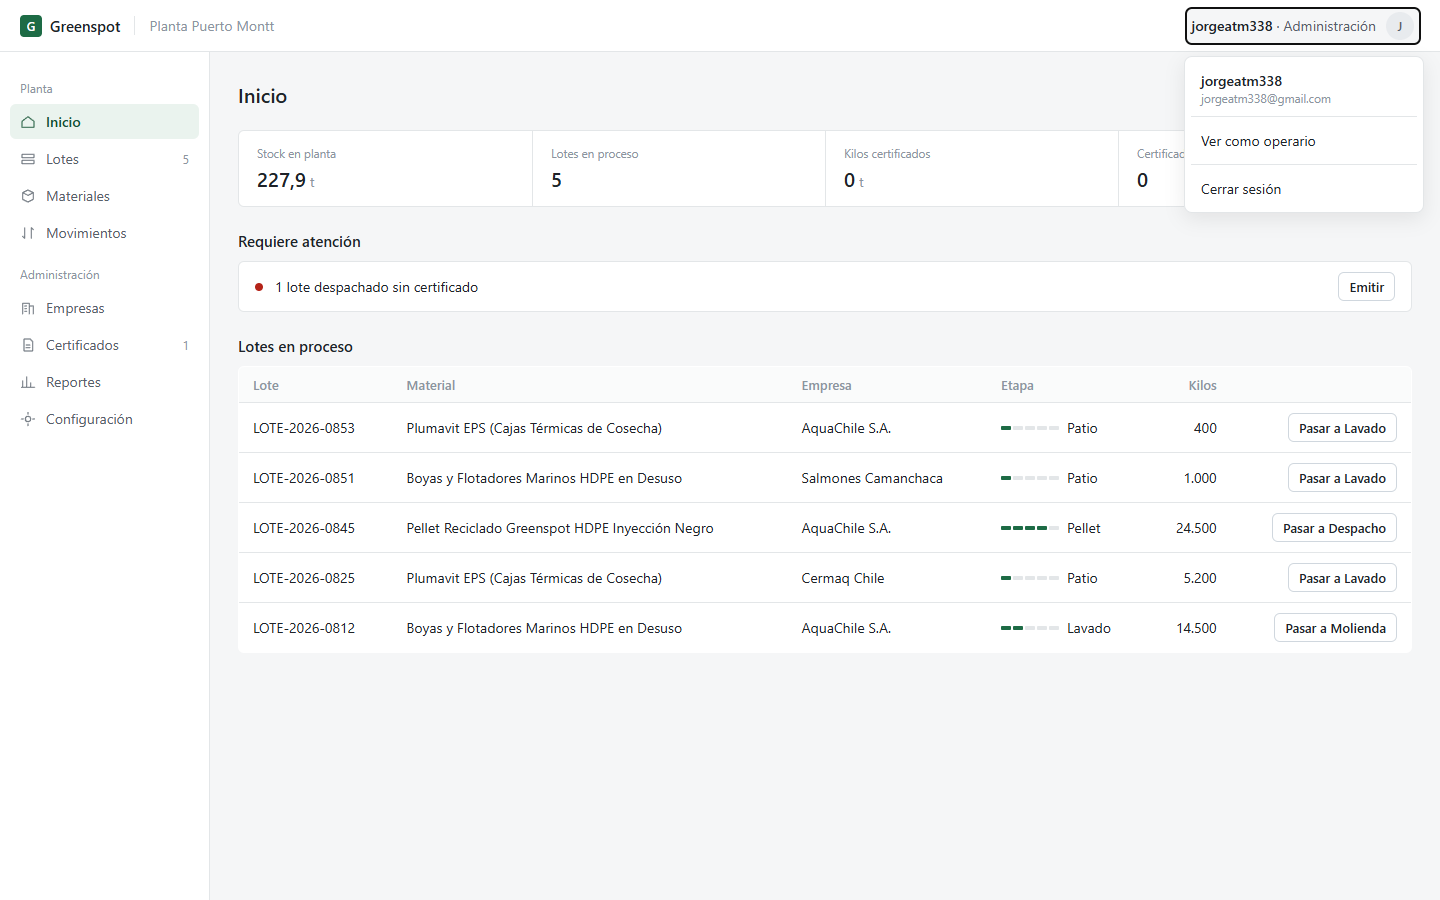 G Greenspot Planta Puerto Montt
jorgeatm338 · Administración J
jorgeatm338
jorgeatm338@gmail.com
Ver como operario
Cerrar sesión
Planta
Inicio
Lotes 5
Materiales
Movimientos
Administración
Empresas
Certificados 1
Reportes
Configuración
Inicio
Stock en planta
227,9 t
Lotes en proceso
5
Kilos certificados
0 t
Certificac
0
Requiere atención
1 lote despachado sin certificado Emitir
Lotes en proceso
Lote Material Empresa Etapa Kilos
LOTE-2026-0853 Plumavit EPS (Cajas Térmicas de Cosecha) AquaChile S.A. Patio 400 Pasar a Lavado
LOTE-2026-0851 Boyas y Flotadores Marinos HDPE en Desuso Salmones Camanchaca Patio 1.000 Pasar a Lavado
LOTE-2026-0845 Pellet Reciclado Greenspot HDPE Inyección Negro AquaChile S.A. Pellet 24.500 Pasar a Despacho
LOTE-2026-0825 Plumavit EPS (Cajas Térmicas de Cosecha) Cermaq Chile Patio 5.200 Pasar a Lavado
LOTE-2026-0812 Boyas y Flotadores Marinos HDPE en Desuso AquaChile S.A. Lavado 14.500 Pasar a Molienda